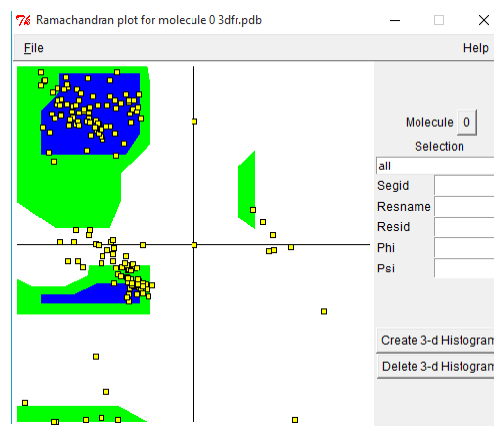 Ramachandran plot for molecule 0 3dfr.pdb
File Help
Molecule 0
Selection
all
Segid
Resname
Resid
Phi
Psi
Create 3-d Histogram
Delete 3-d Histogram